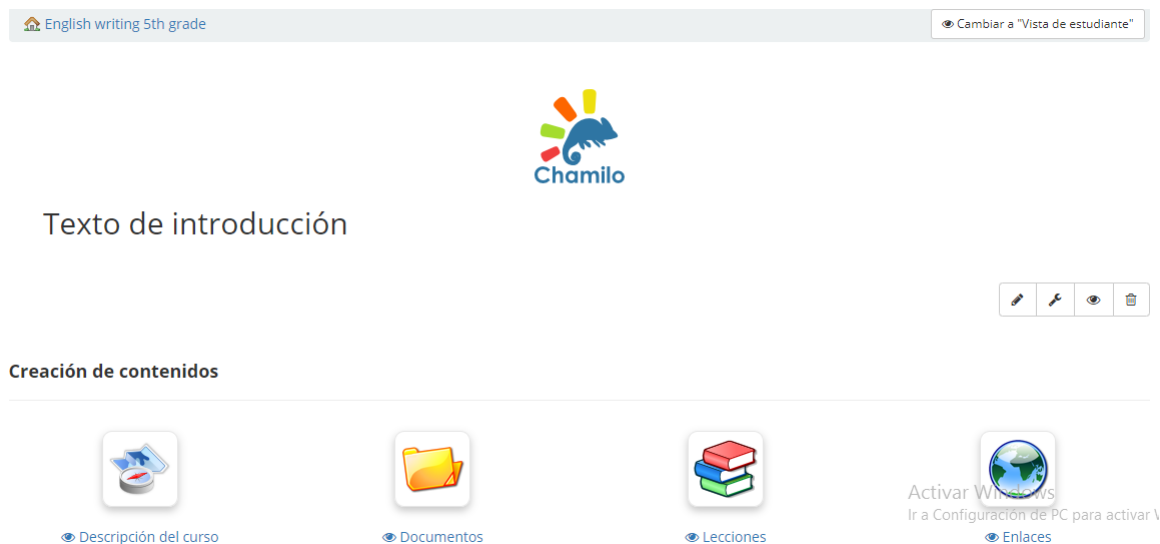 English writing 5th grade
Cambiar a "Vista de estudiante"
Chamilo
Texto de introducción
Creación de contenidos
Activar Windows
Ir a Configuración de PC para activar
Descripción del curso
Documentos
Lecciones
Enlaces